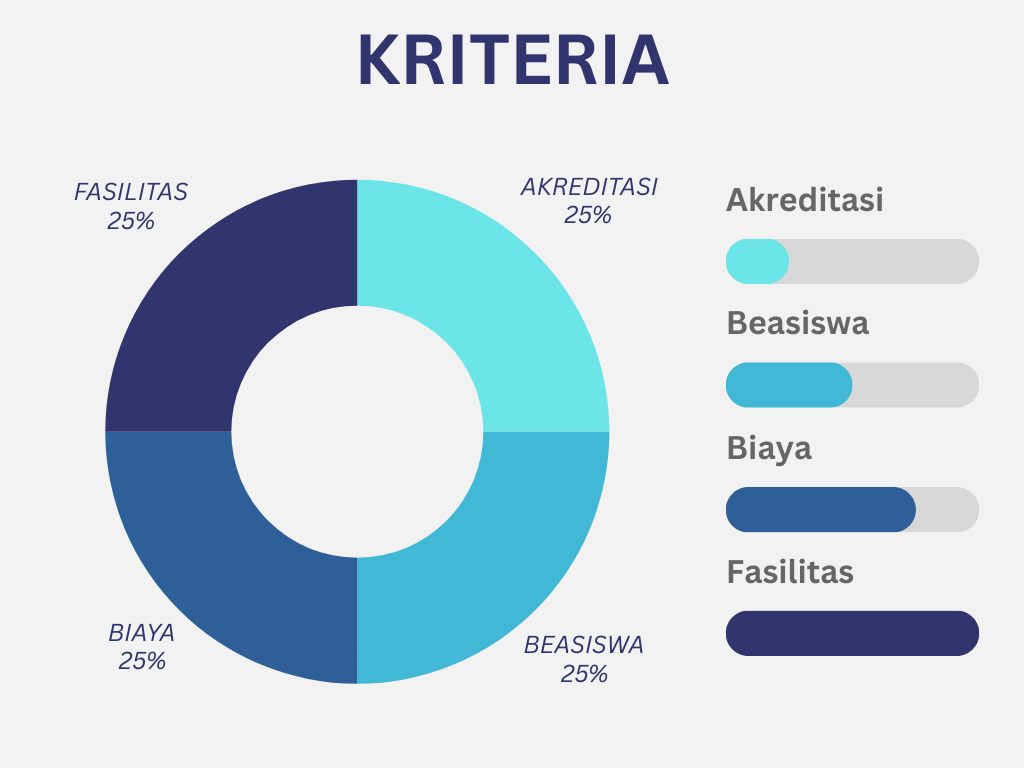 KRITERIA
FASILITAS
25%
AKREDITASI
25%
BIAYA
25%
BEASISWA
25%
Akreditasi
Beasiswa
Biaya
Fasilitas